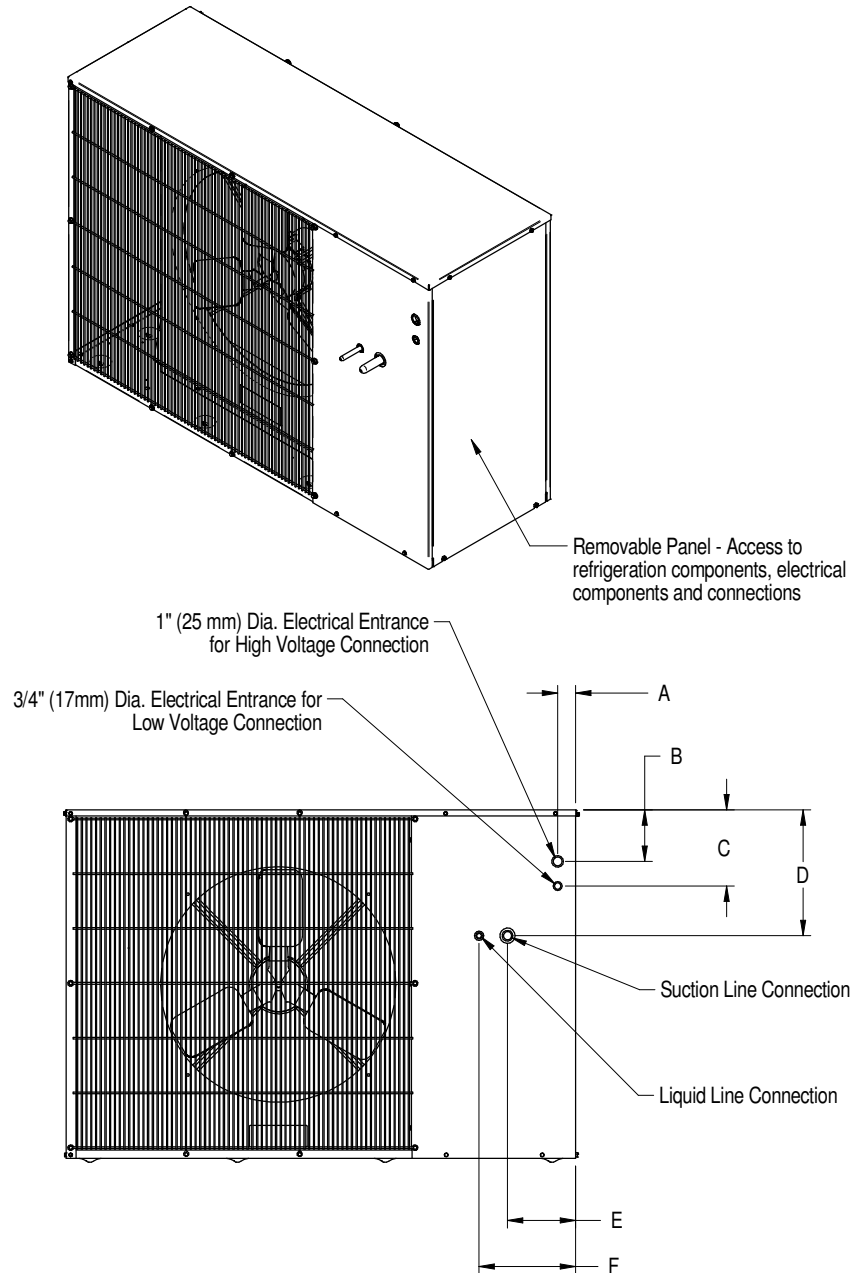 Removable Panel - Access to
refrigeration components, electrical
components and connections
1" (25 mm) Dia. Electrical Entrance
for High Voltage Connection
3/4" (17mm) Dia. Electrical Entrance for
Low Voltage Connection
A
B
C
D
Suction Line Connection
Liquid Line Connection
E
F